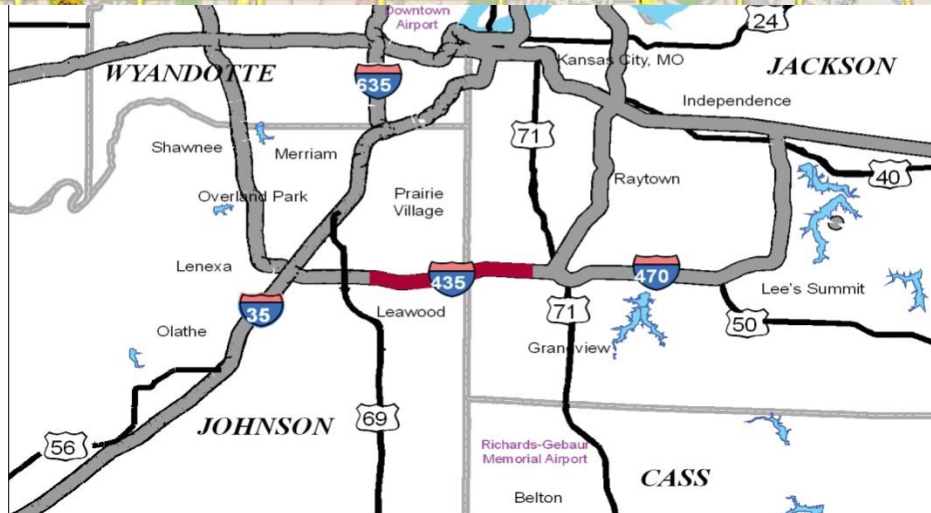 Downtown
Airport
24
WYANDOTTE
635
Kansas City, MO
JACKSON
Independence
71
Shawnee
Merriam
40
Raytown
Overland Park
Prairie
Village
Lenexa
435
470
Lee's Summit
35
Leawood
71
50
Olathe
Grandview
JOHNSON
69
56
Richards-Gebaur
Memorial Airport
CASS
Belton